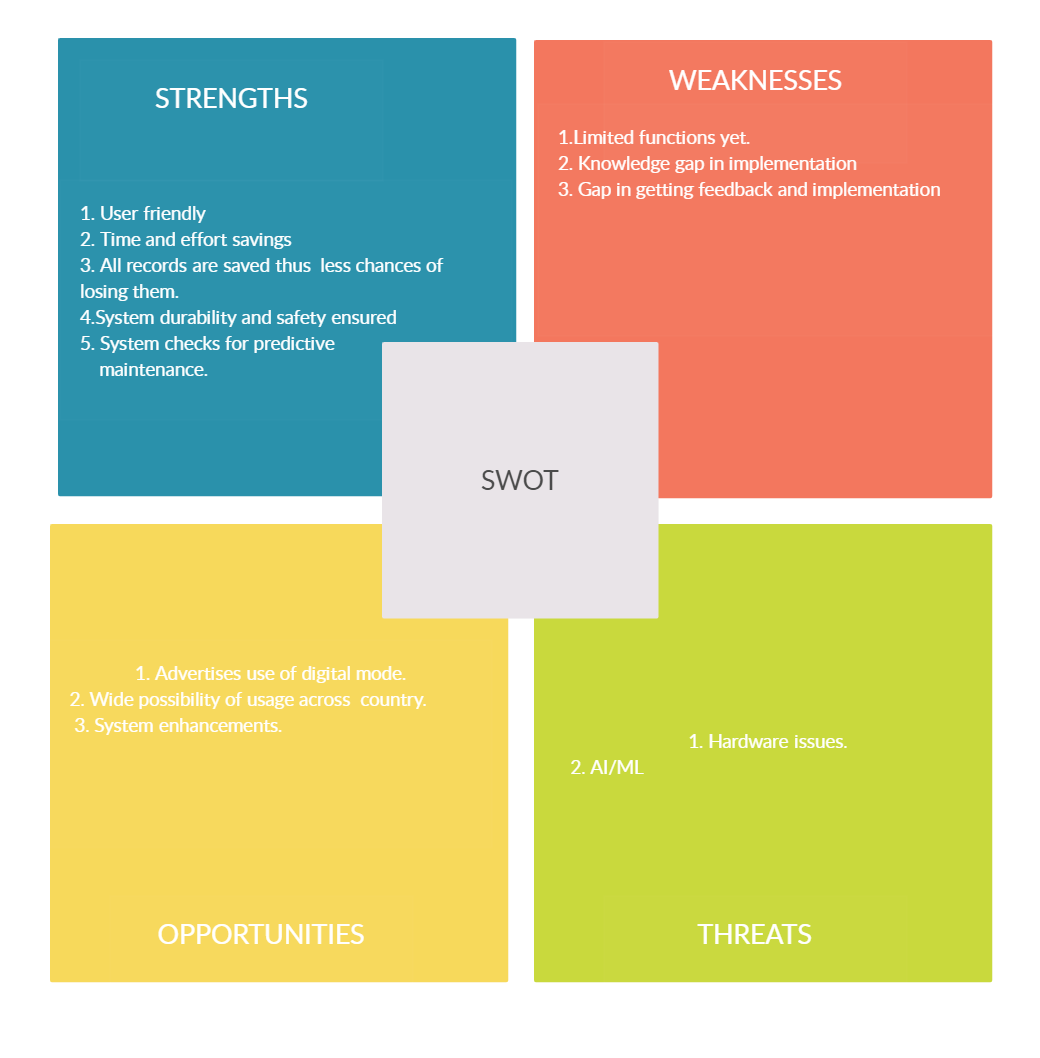 STRENGTHS
1. User friendly
2. Time and effort savings
3. All records are saved thus  less chances of
losing them.
4.System durability and safety ensured
5. System checks for predictive
maintenance.
WEAKNESSES
1.Limited functions yet.
2. Knowledge gap in implementation
3. Gap in getting feedback and implementation
SWOT
1. Advertises use of digital mode.
2. Wide possibility of usage across  country.
3. System enhancements.
OPPORTUNITIES
1. Hardware issues.
2. AI/ML
THREATS